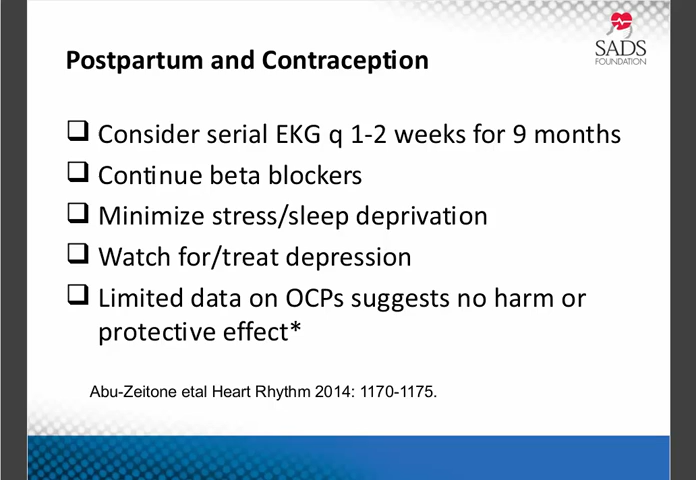 SADS
FOUNDATION
Postpartum and Contraception
Consider serial EKG q 1-2 weeks for 9 months
Continue beta blockers
Minimize stress/sleep deprivation
Watch for/treat depression
Limited data on OCPs suggests no harm or
protective effect*
Abu-Zeitone etal Heart Rhythm 2014: 1170-1175.